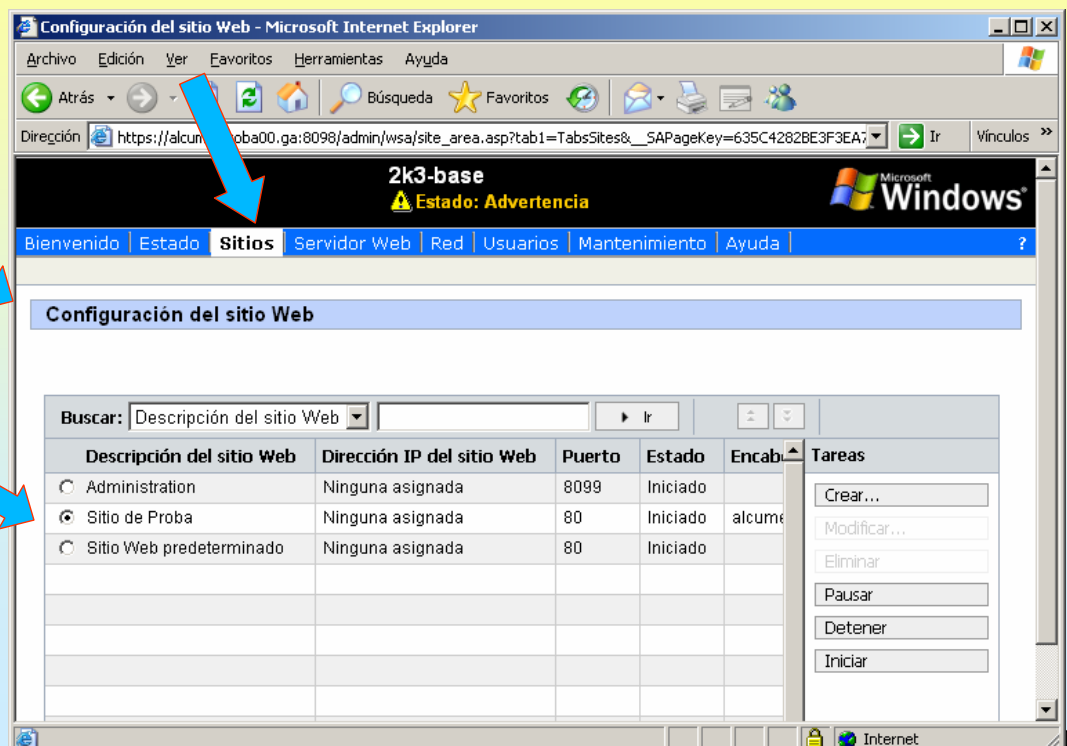 Configuración del sitio Web - Microsoft Internet Explorer
Archivo Edición Ver Favoritos Herramientas Ayuda
Atrás Búsqueda Favoritos
Dirección https://alcum oba00.ga:8098/admin/wsa/site_area.asp?tab1=TabsSites&__SAPageKey=635C4282BE3F3EA7 Ir Vínculos »
2k3-base
Estado: Advertencia
Microsoft
Windows
Bienvenido Estado Sitios Servidor Web Red Usuarios Mantenimiento Ayuda ?
Configuración del sitio Web
Buscar: Descripción del sitio Web Ir
Descripción del sitio Web Dirección IP del sitio Web Puerto Estado Encab Tareas
Administration Ninguna asignada 8099 Iniciado
Crear...
Sitio de Proba Ninguna asignada 80 Iniciado alcume
Modificar...
Sitio Web predeterminado Ninguna asignada 80 Iniciado
Eliminar
Pausar
Detener
Iniciar
Internet